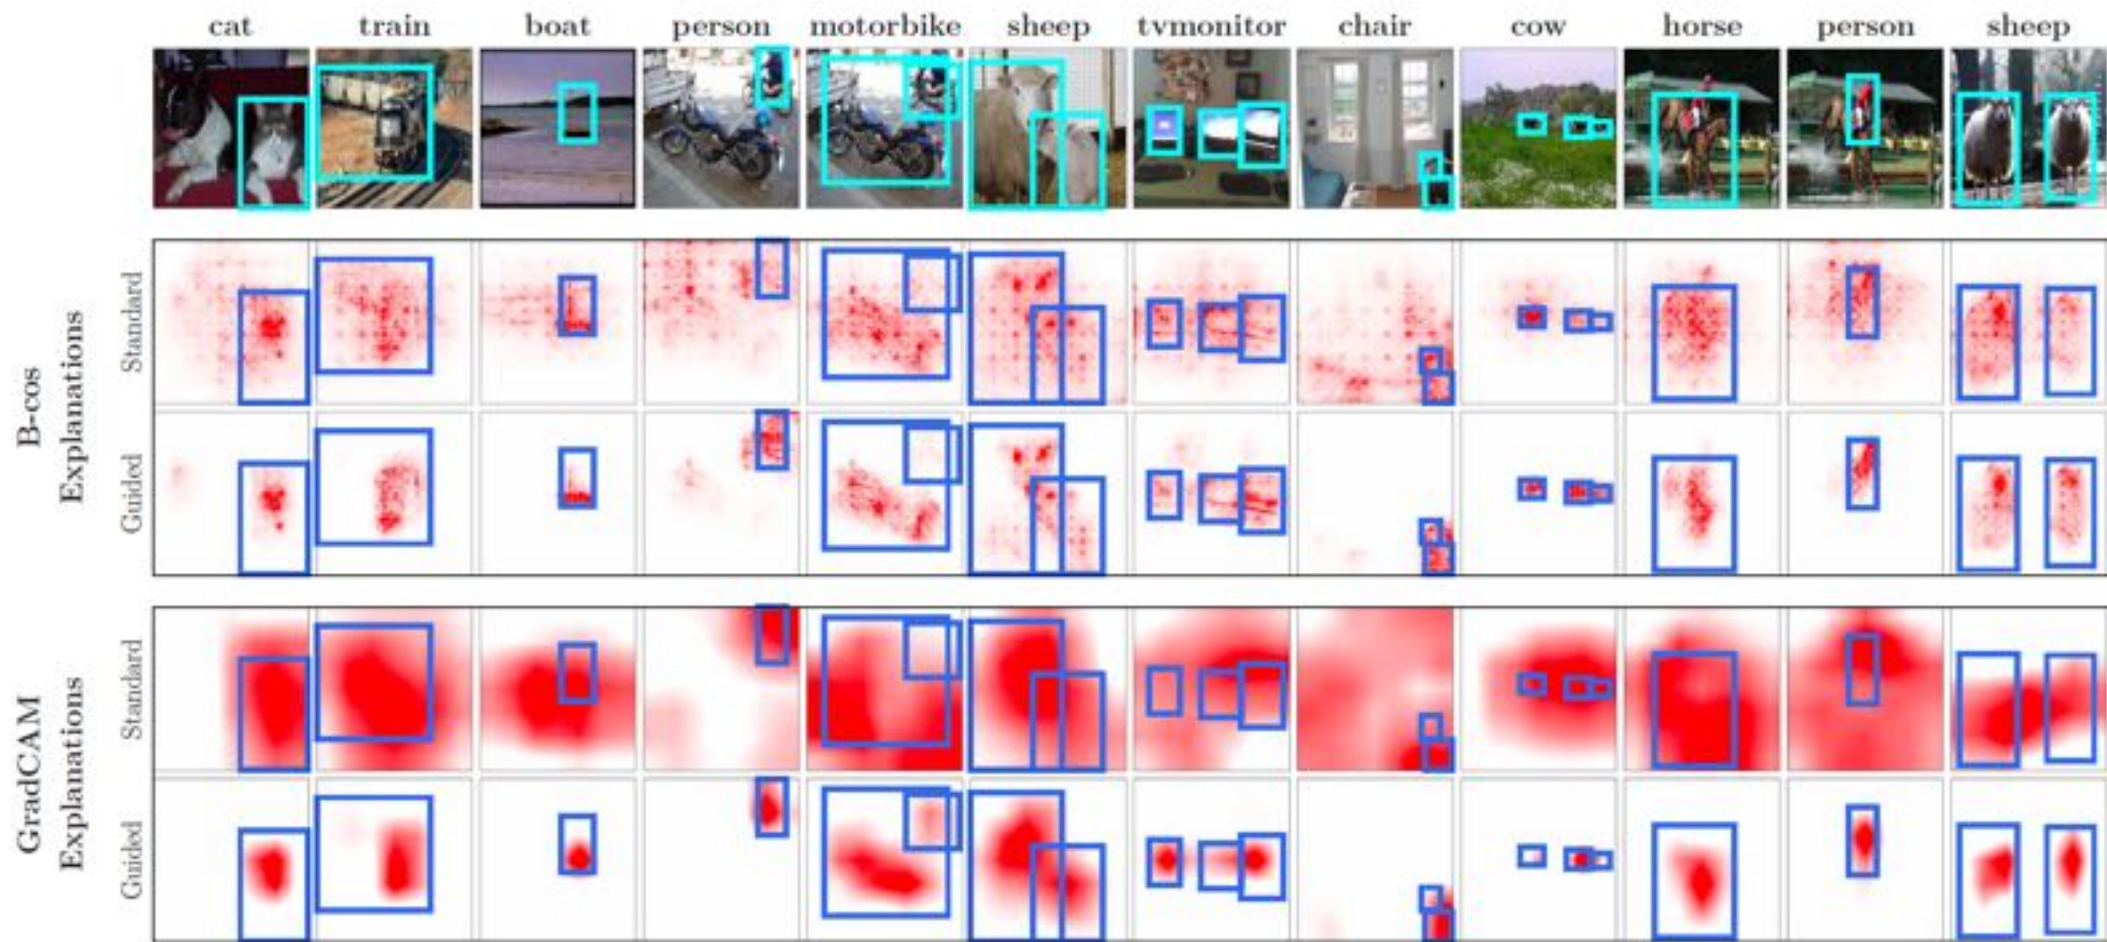 cat train boat person motorbike sheep tvmonitor chair cow horse person sheep
B-cos
Explanations
Standard
Guided
GradCAM
Explanations
Standard
Guided